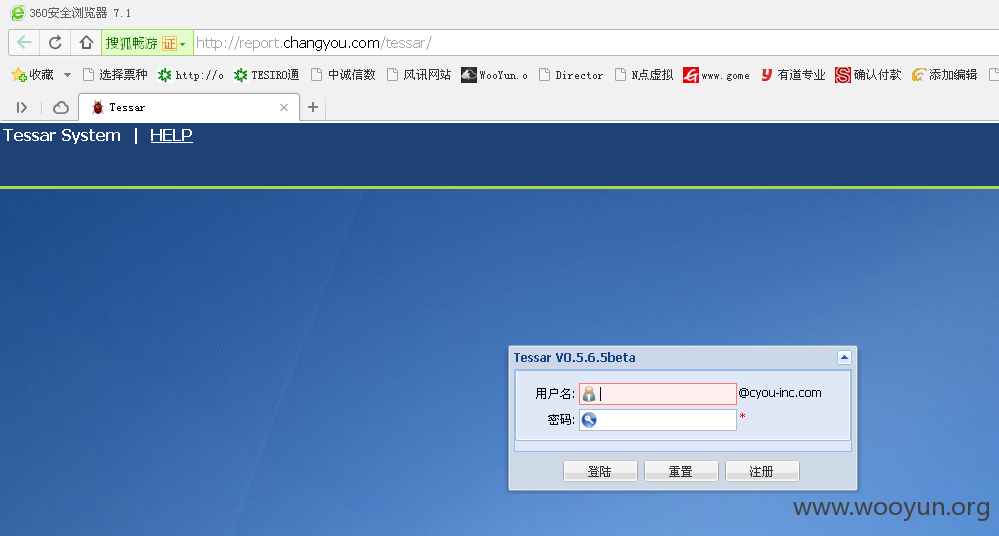 360安全浏览器 7.1
搜狐畅游 证 http://report.changyou.com/tessar/
收藏 选择票种 http://o TESIRO通 中诚信数 风讯网站 WooYun.o Director N点虚拟 www.gome 有道专业 确认付款 添加编辑
Tessar
Tessar System | HELP
Tessar V0.5.6.5beta
用户名: @cyou-inc.com
密码: *
登陆 重置 注册
www.wooyun.org